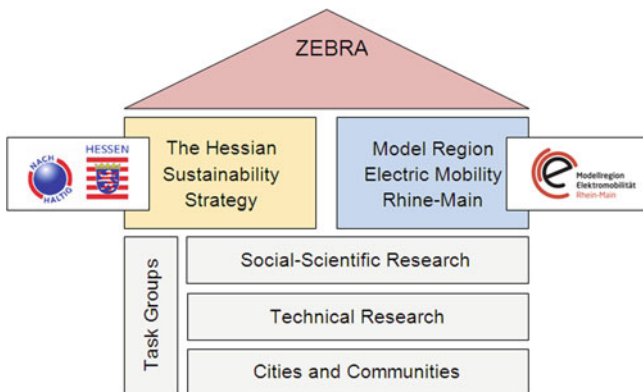 ZEBRA
NACH
HALTIG
HESSEN
The Hessian
Sustainability
Strategy
Model Region
Electric Mobility
Rhine-Main
Modellregion
Elektromobilität
Rhein-Main
Task Groups
Social-Scientific Research
Technical Research
Cities and Communities